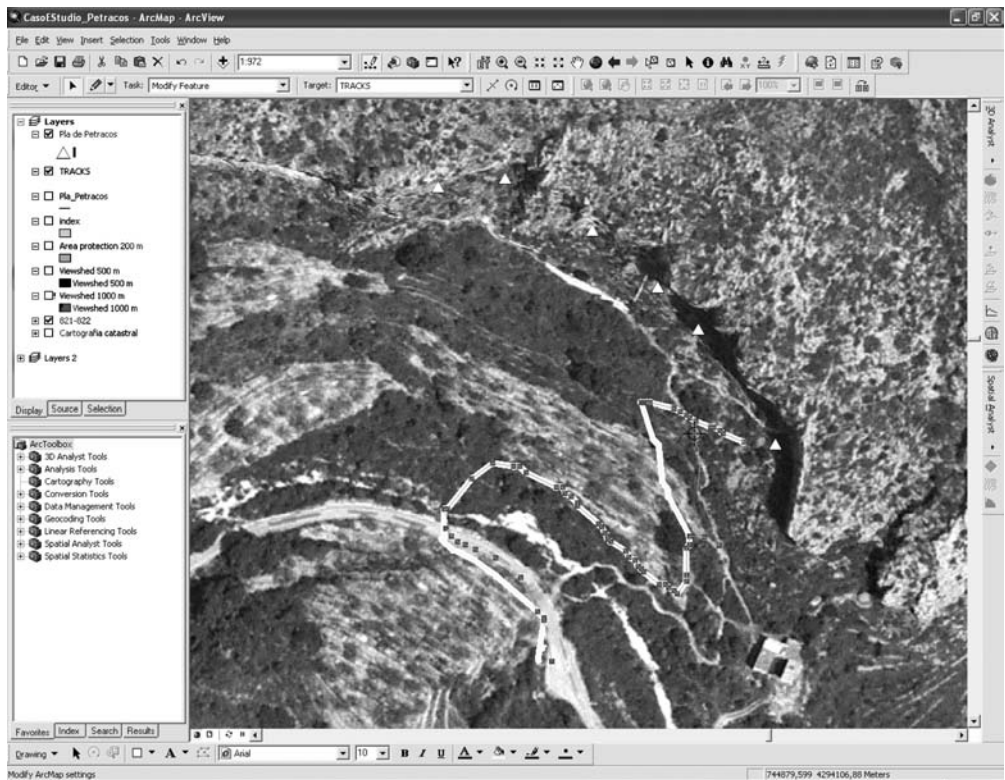 CasoEStudio_Petracos - ArcMap - ArcView
File Edit View Insert Selection Tools Window Help
1:972
Editor Task: Modify Feature Target: TRACKS 100%
Layers
Pla de Petracos
TRACKS
Pla_Petracos
index
Area protection 200 m
Viewshed 500 m
Viewshed 500 m
Viewshed 1000 m
Viewshed 1000 m
821-822
Cartografia catastral
Layers 2
Display Source Selection
ArcToolbox
3D Analyst Tools
Analysis Tools
Cartography Tools
Conversion Tools
Data Management Tools
Geocoding Tools
Linear Referencing Tools
Spatial Analyst Tools
Spatial Statistics Tools
Favorites Index Search Results
3D Analyst
Spatial Analyst
Drawing A Arial 10 B I U A
Modify ArcMap settings 744879,599 4294106,88 Meters